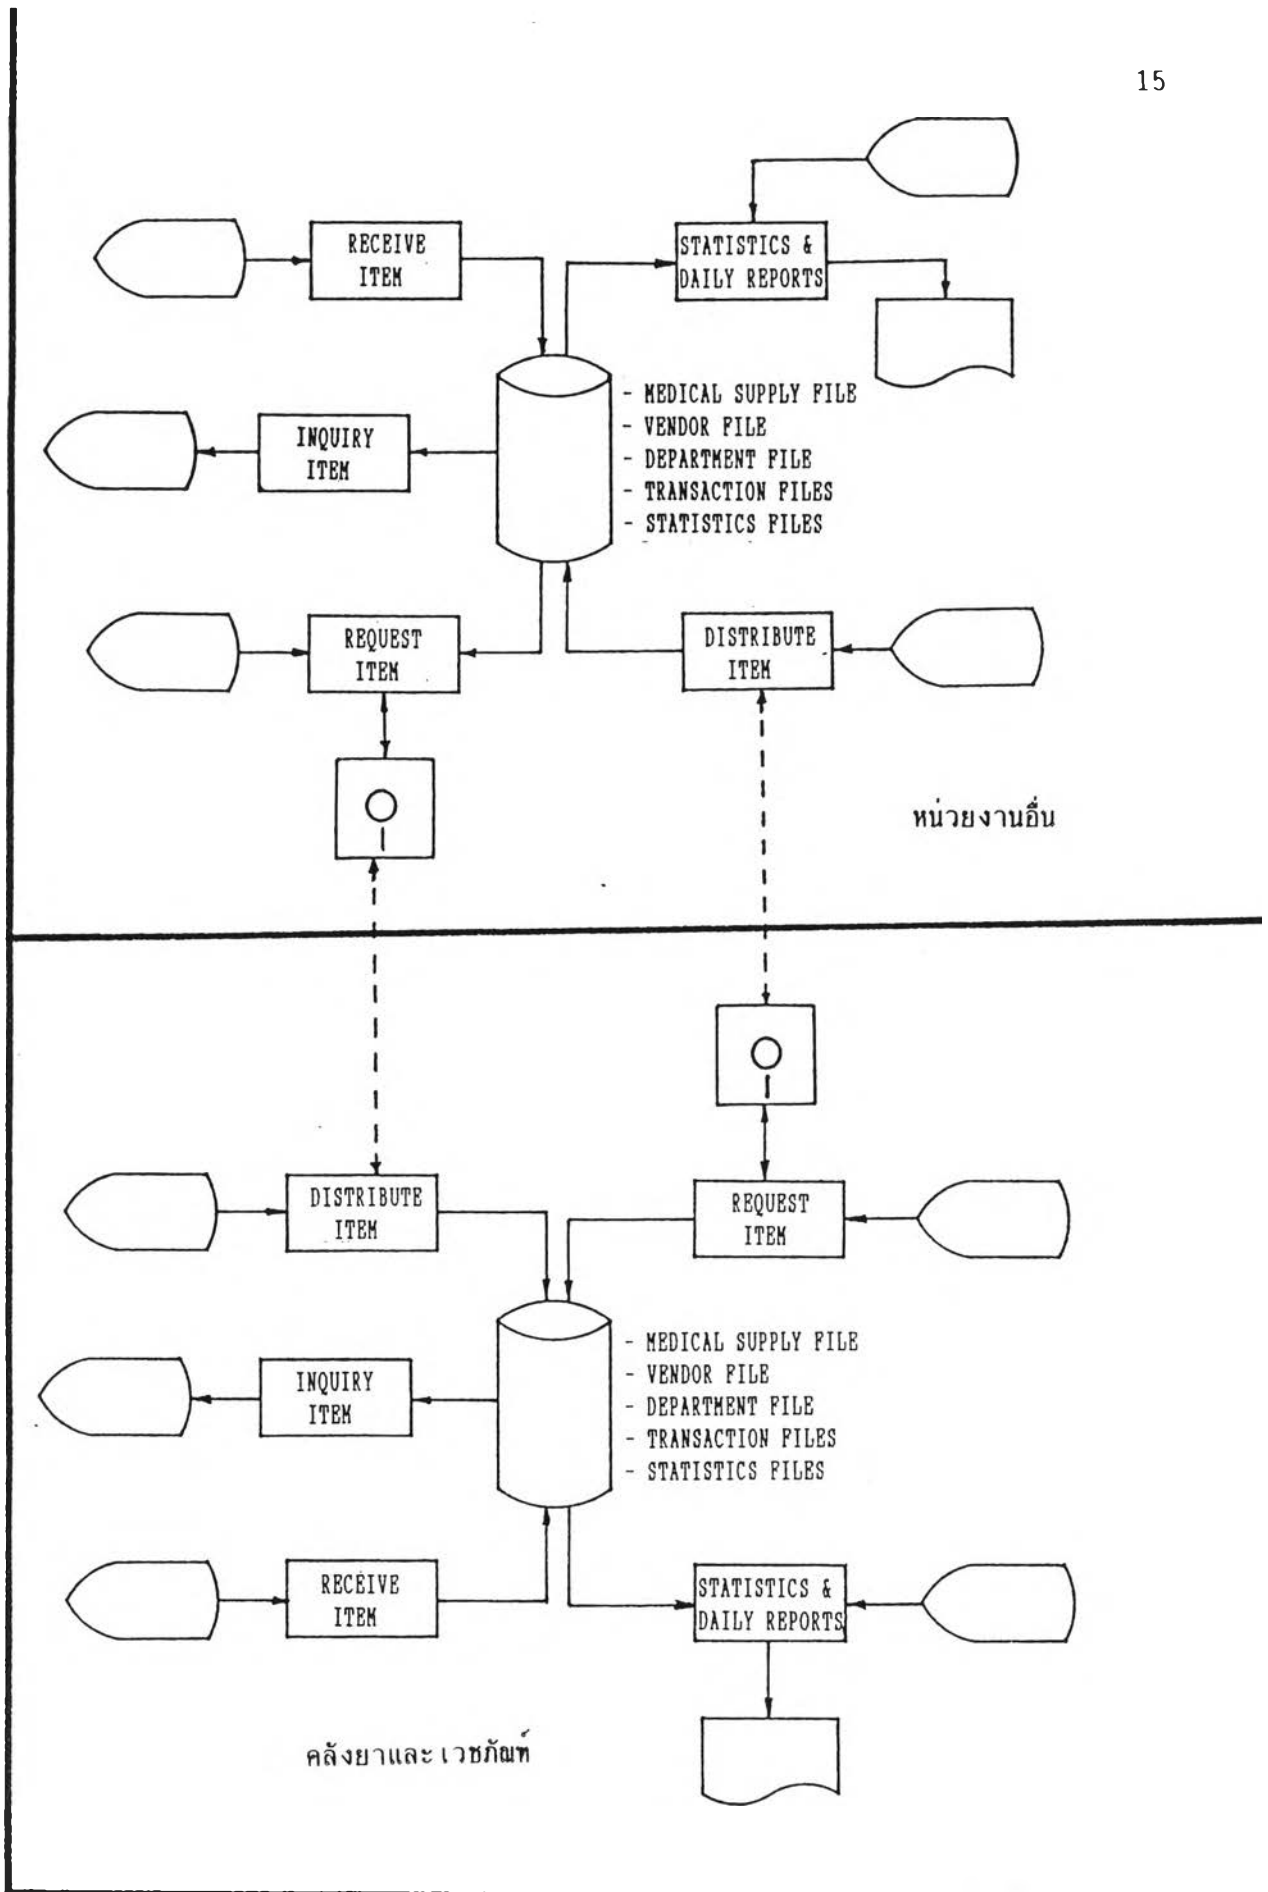 15
RECEIVE
ITEM
STATISTICS &
DAILY REPORTS
- MEDICAL SUPPLY FILE
- VENDOR FILE
- DEPARTMENT FILE
- TRANSACTION FILES
- STATISTICS FILES
INQUIRY
ITEM
REQUEST
ITEM
DISTRIBUTE
ITEM
หน่วยงานอื่น
DISTRIBUTE
ITEM
REQUEST
ITEM
- MEDICAL SUPPLY FILE
- VENDOR FILE
- DEPARTMENT FILE
- TRANSACTION FILES
- STATISTICS FILES
INQUIRY
ITEM
RECEIVE
ITEM
STATISTICS &
DAILY REPORTS
คลังยาและเวชภัณฑ์